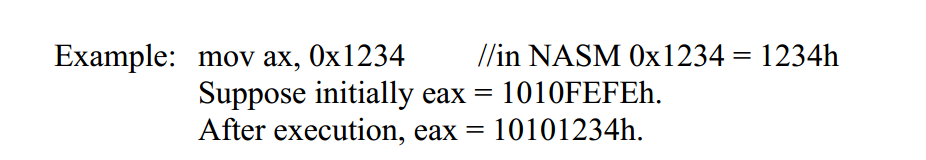 Example: mov ax, 0x1234 //in NASM 0x1234 = 1234h
Suppose initially eax = 1010FEFEh.
After execution, eax = 10101234h.